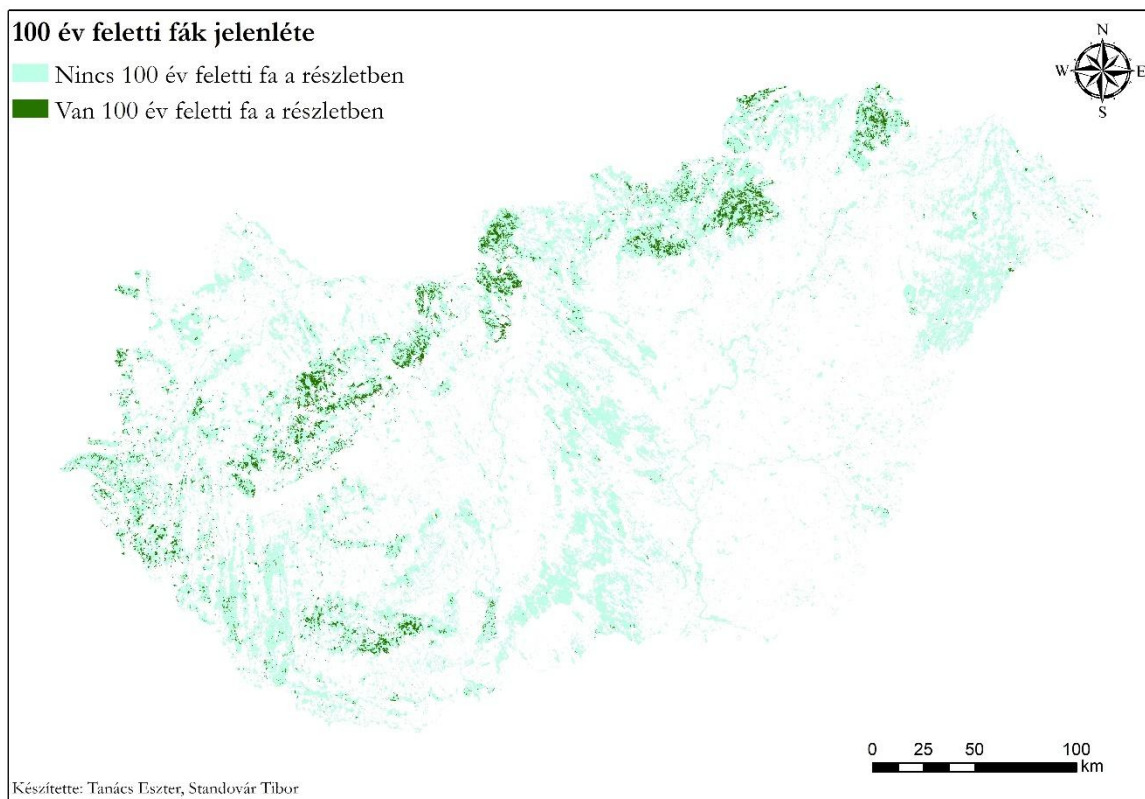 100 év feletti fák jelenléte
Nincs 100 év feletti fa a részletben
Van 100 év feletti fa a részletben
N
W E
S
0 25 50 100
km
Készítette: Tanács Eszter, Standovár Tibor